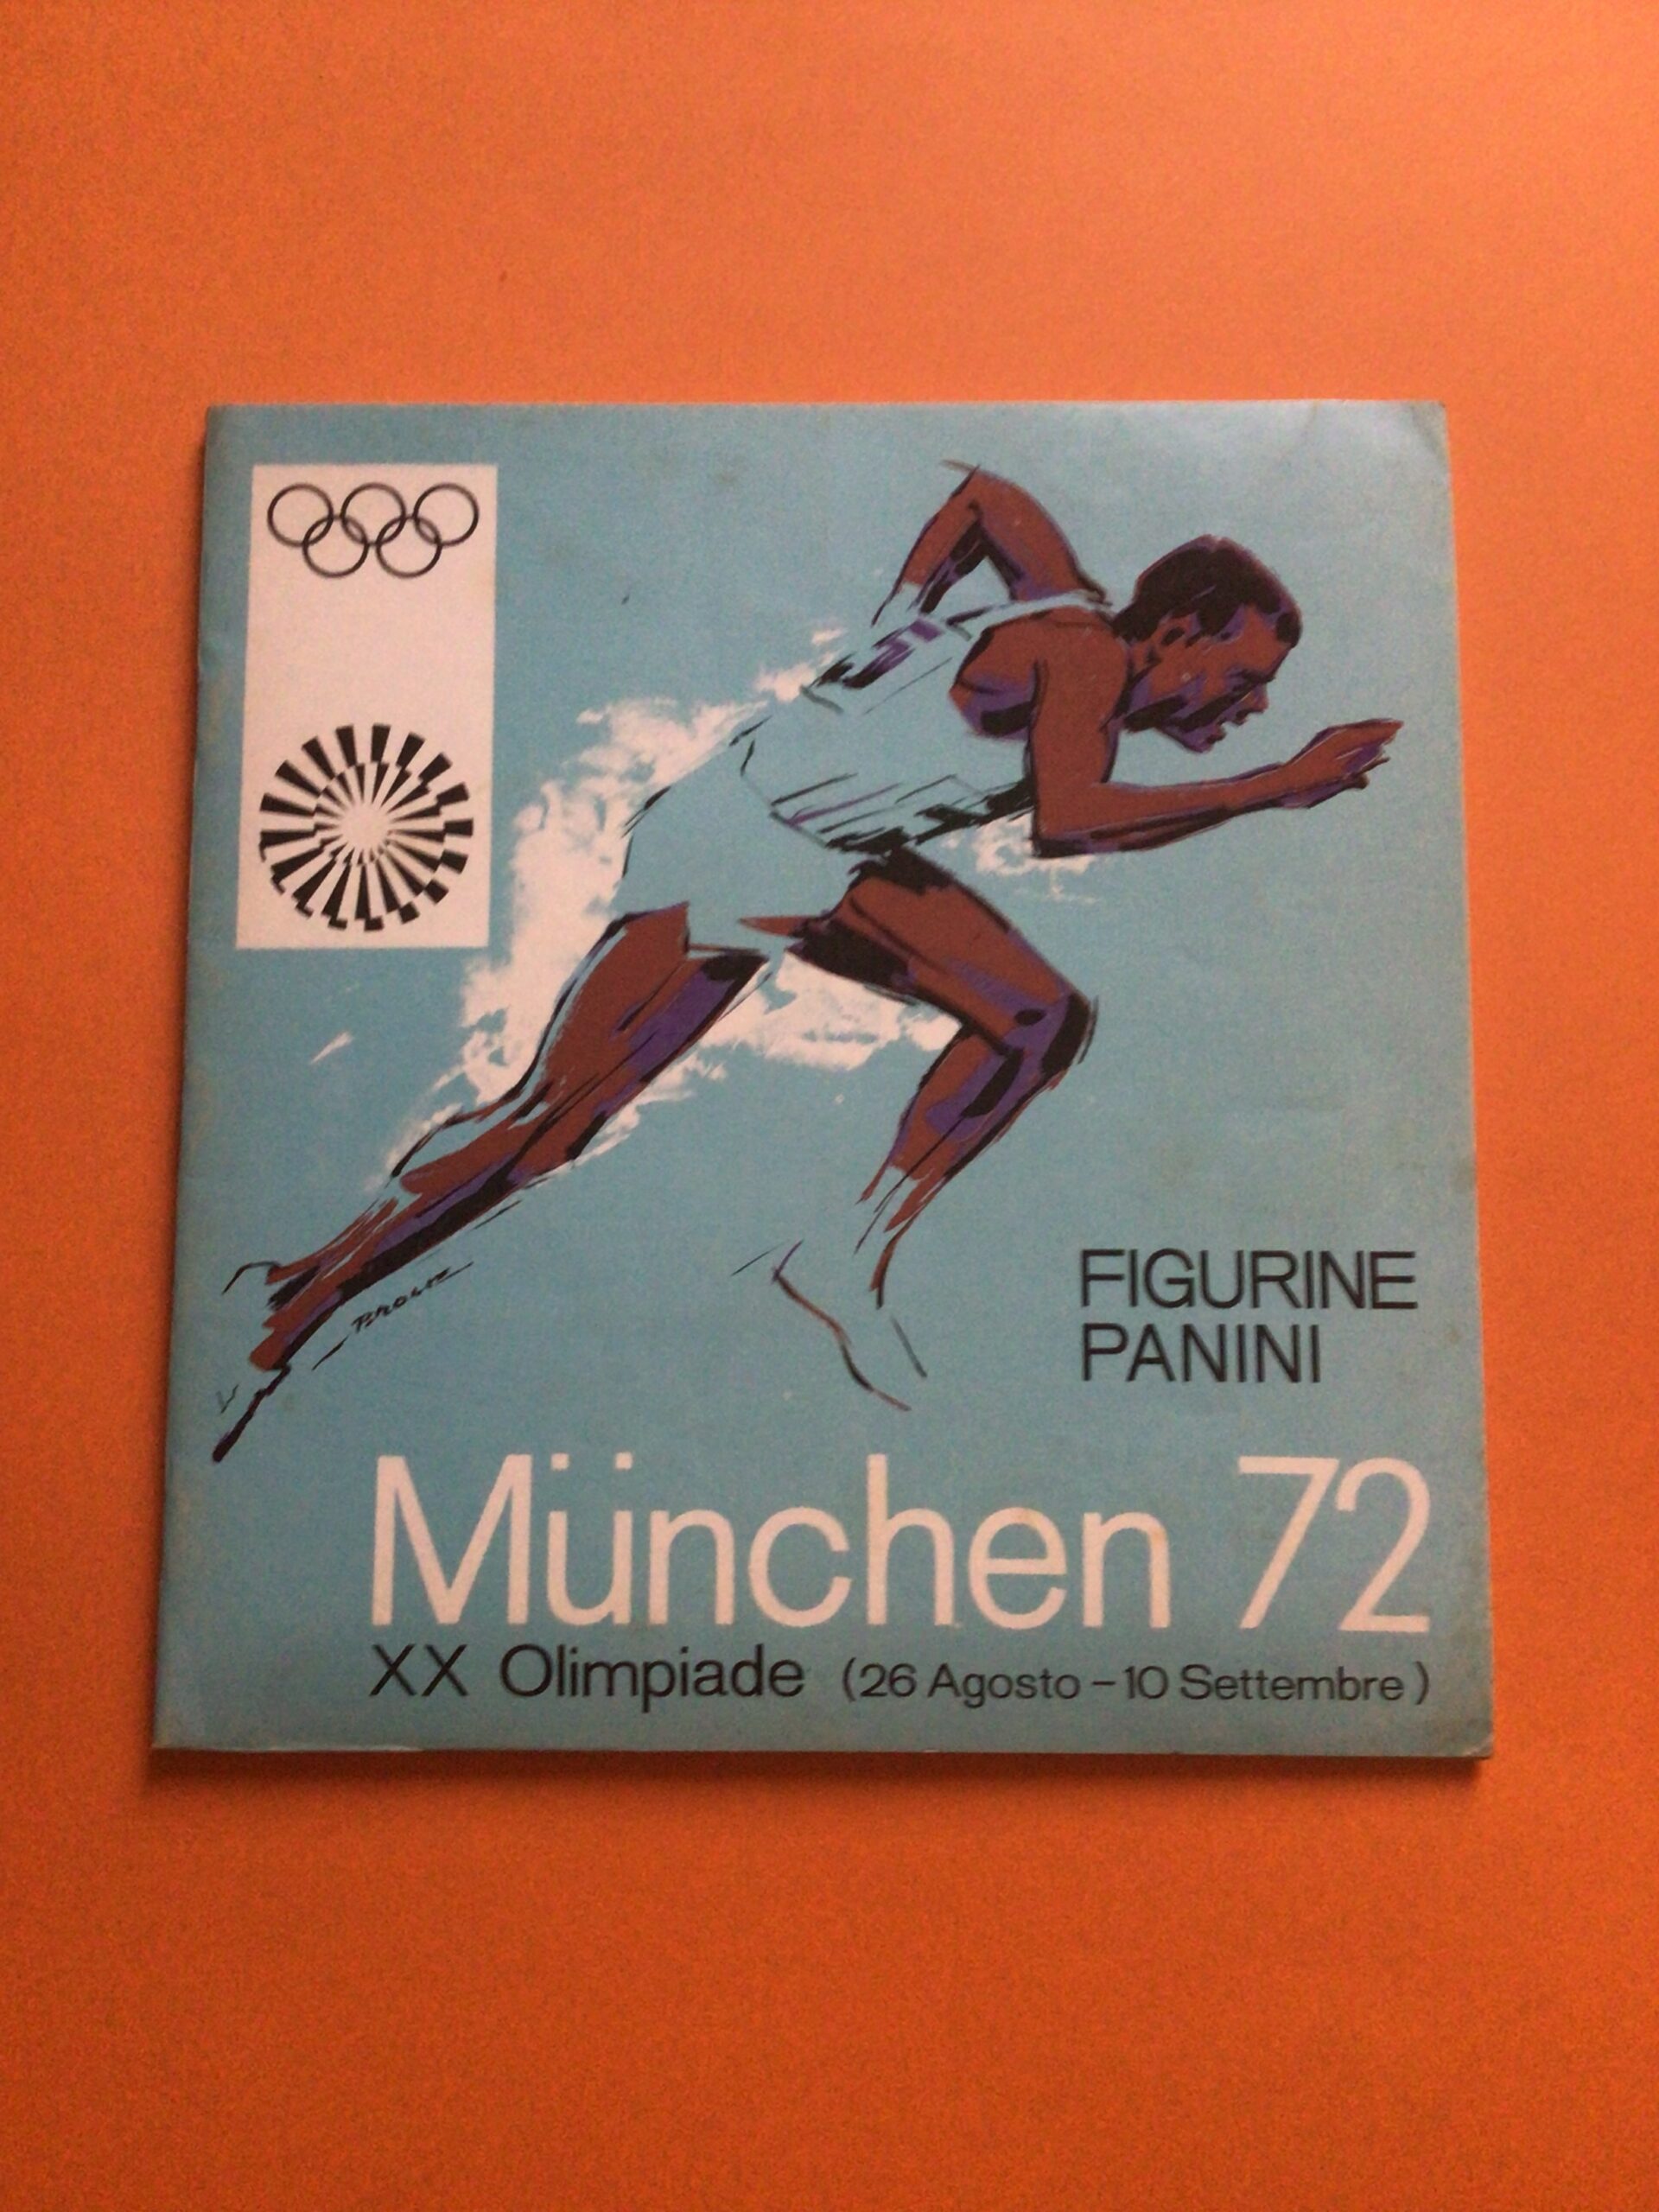 FIGURINE
PANINI
München 72
XX Olimpiade (26 Agosto – 10 Settembre)